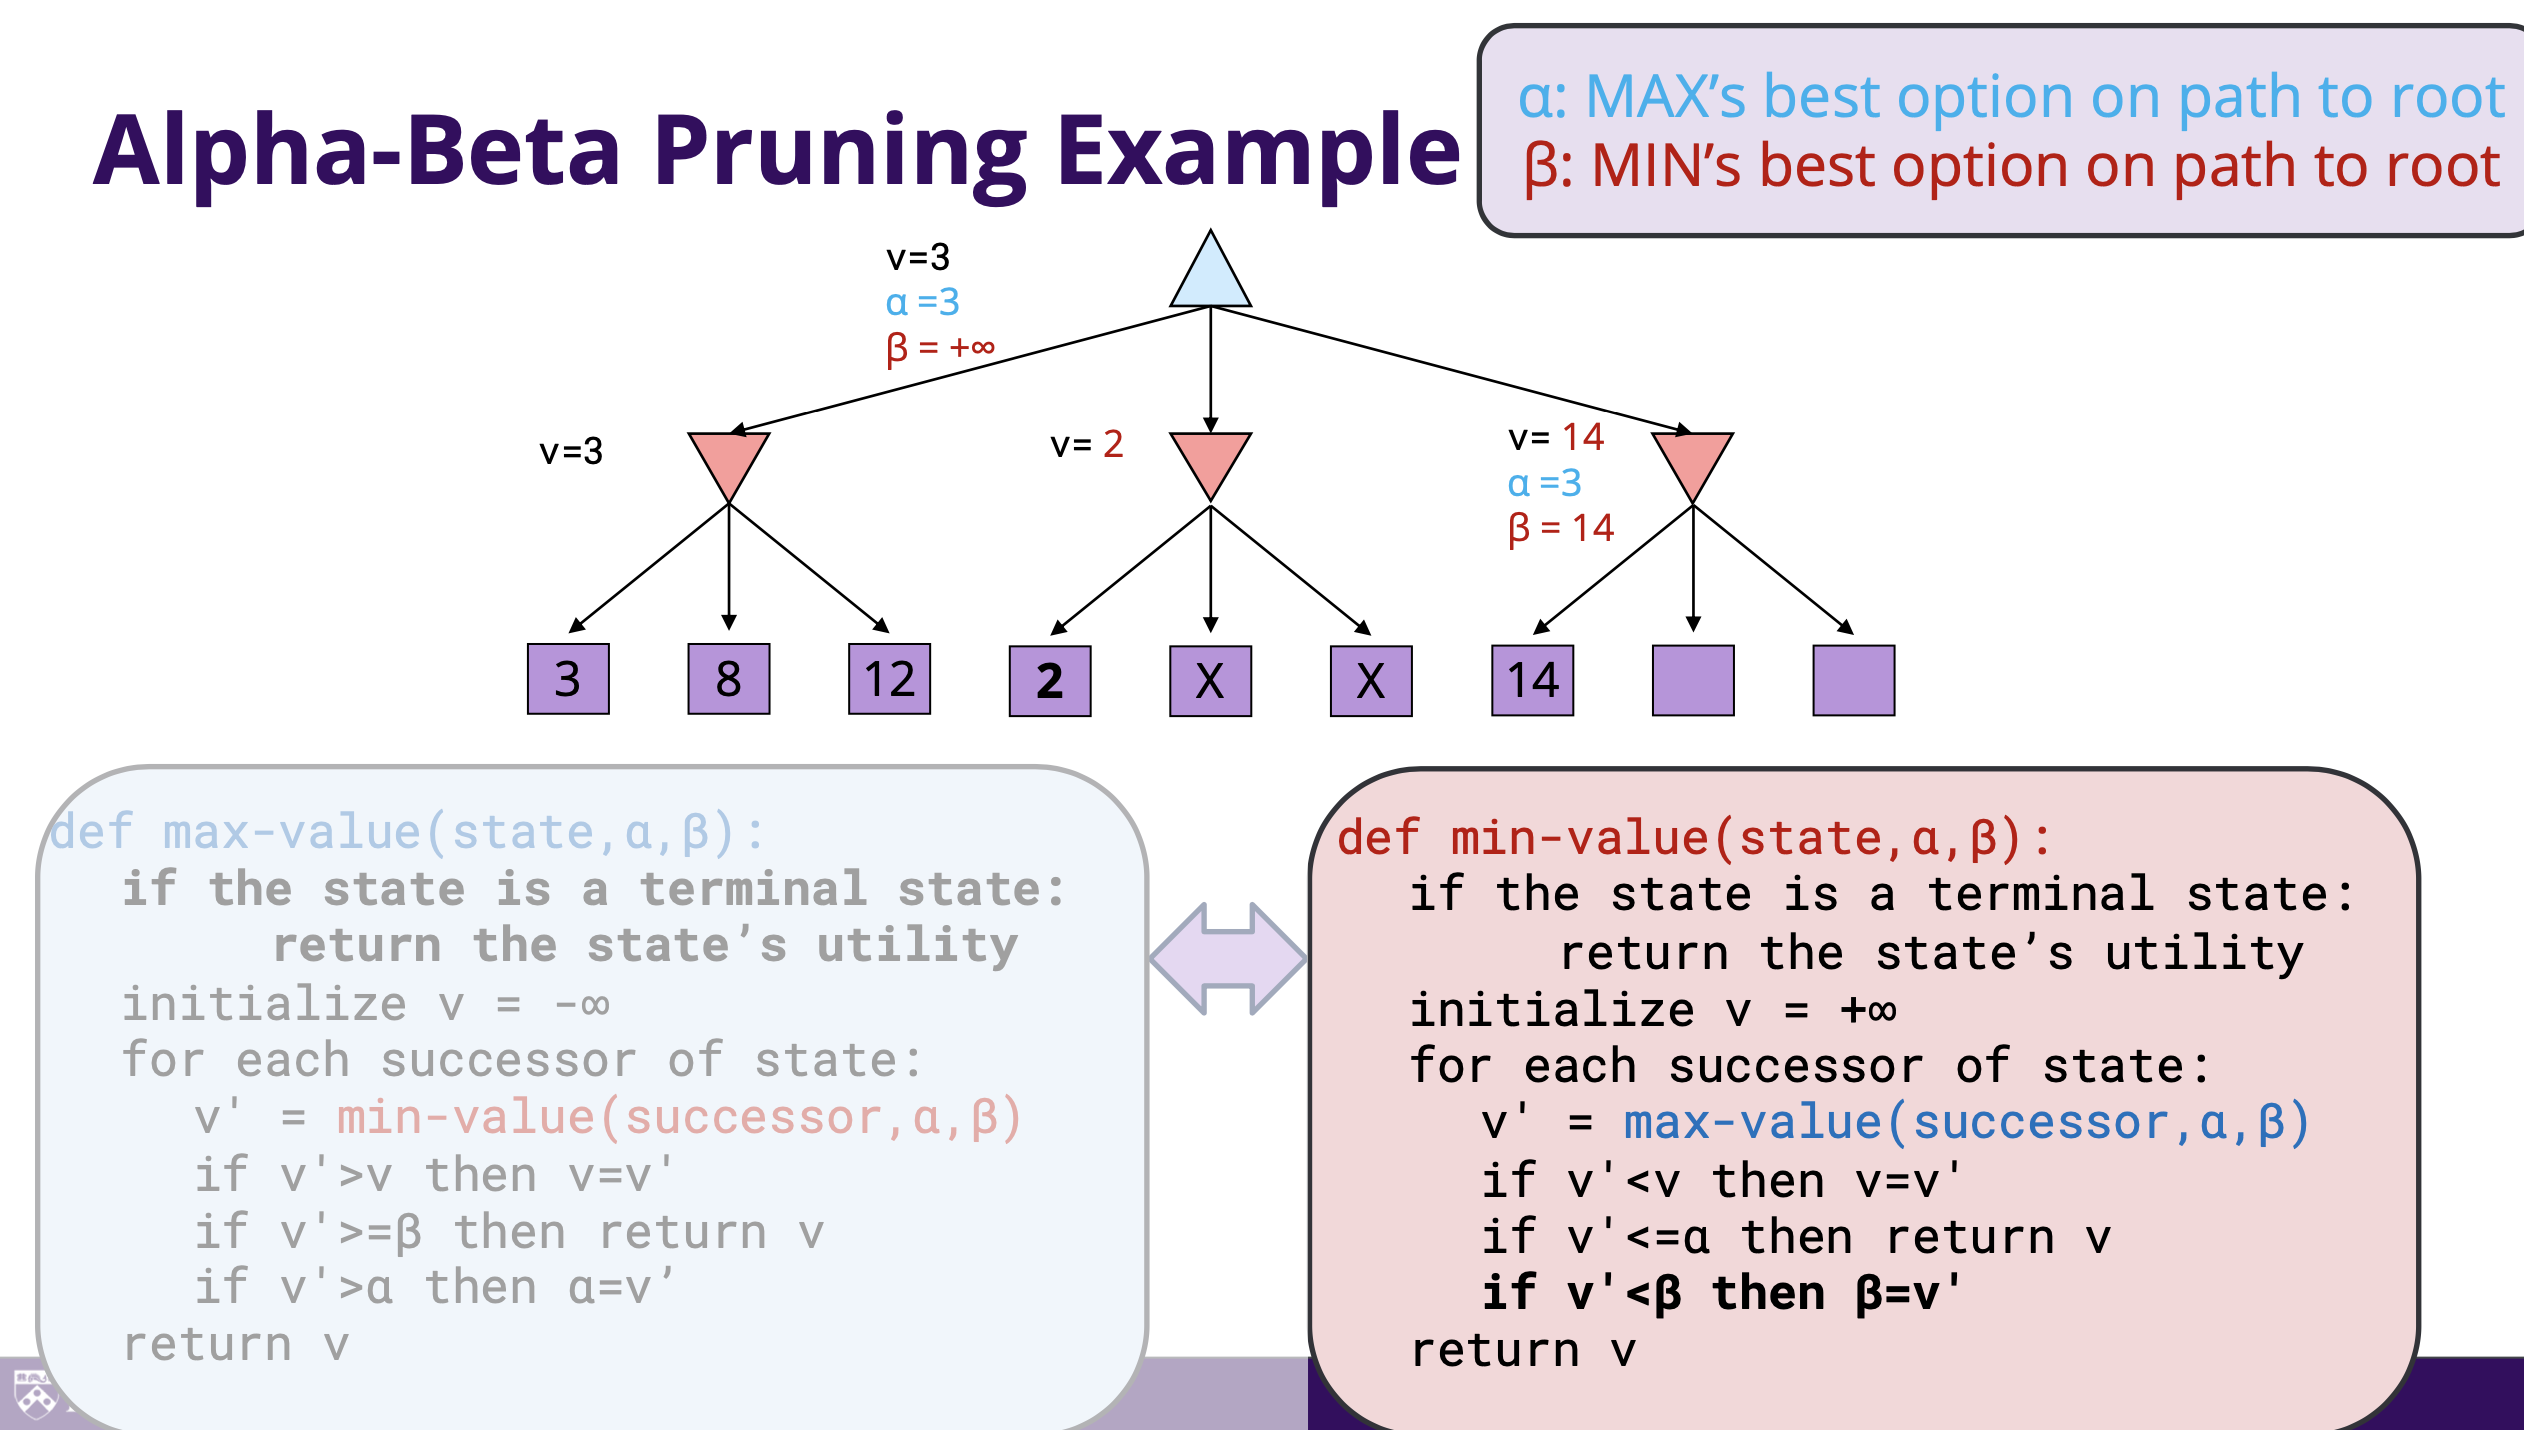 Alpha-Beta Pruning Example
α: MAX’s best option on path to root
β: MIN’s best option on path to root
v=3
α =3
β = +∞
v=3
v= 2
v= 14
α =3
β = 14
3 8 12 2 X X 14
def max-value(state,α,β):
if the state is a terminal state:
return the state’s utility
initialize v = -∞
for each successor of state:
v' = min-value(successor,α,β)
if v'>v then v=v'
if v'>=β then return v
if v'>α then α=v’
return v
def min-value(state,α,β):
if the state is a terminal state:
return the state’s utility
initialize v = +∞
for each successor of state:
v' = max-value(successor,α,β)
if v'<v then v=v'
if v'<=α then return v
if v'<β then β=v'
return v